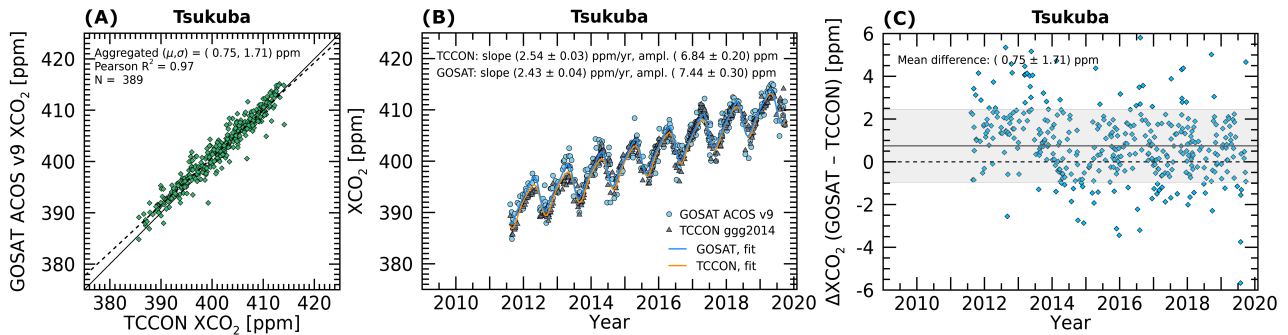 (A) Tsukuba
Aggregated (μ,σ) = ( 0.75, 1.71) ppm
Pearson R² = 0.97
N = 389
GOSAT ACOS v9 XCO₂ [ppm]
420
410
400
390
380
380 390 400 410 420
TCCON XCO₂ [ppm]
(B) Tsukuba
TCCON: slope (2.54 ± 0.03) ppm/yr, ampl. ( 6.84 ± 0.20) ppm
GOSAT: slope (2.43 ± 0.04) ppm/yr, ampl. ( 7.44 ± 0.30) ppm
XCO₂ [ppm]
420
410
400
390
380
GOSAT ACOS v9
TCCON ggg2014
GOSAT, fit
TCCON, fit
2010 2012 2014 2016 2018 2020
Year
(C) Tsukuba
Mean difference: ( 0.75 ± 1.71) ppm
ΔXCO₂ (GOSAT − TCCON) [ppm]
6
4
2
0
-2
-4
-6
2010 2012 2014 2016 2018 2020
Year